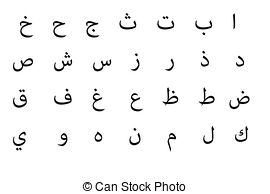 ا ب ت ث ج ح خ
د ذ ر ز س ش ص
ض ط ظ ع غ ف ق
ك ل م ن ه و ي
© Can Stock Photo